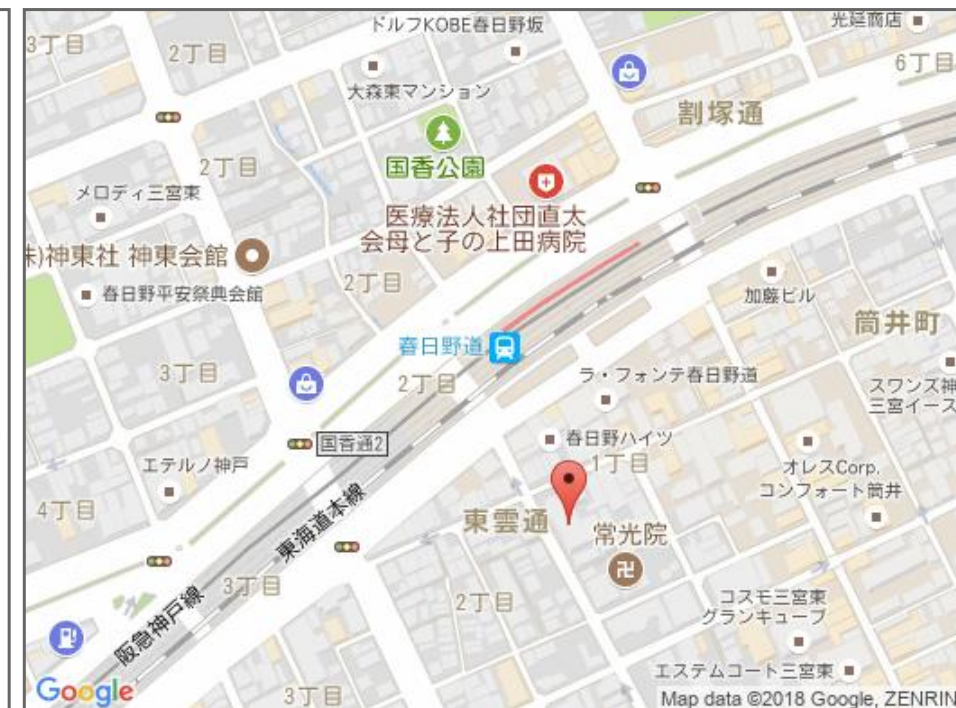 ドルフKOBE春日野坂
光延商店
3丁目
2丁目
6丁目
大森東マンション
割塚通
国香公園
2丁目
メロディ三宮東
医療法人社団直太
会母と子の上田病院
株)神東社 神東会館
春日野平安祭典会館
2丁目
加藤ビル
筒井町
春日野道
3丁目
2丁目
ラ・フォンテ春日野道
スワンズ神
三宮イース
国香通2
春日野ハイツ
エテルノ神戸
1丁目
オレスCorp.
コンフォート筒井
4丁目
東雲通
常光院
東海道本線
3丁目
2丁目
コスモ三宮東
グランキューブ
阪急神戸線
エステムコート三宮東
3丁目
Google
Map data ©2018 Google, ZENRIN